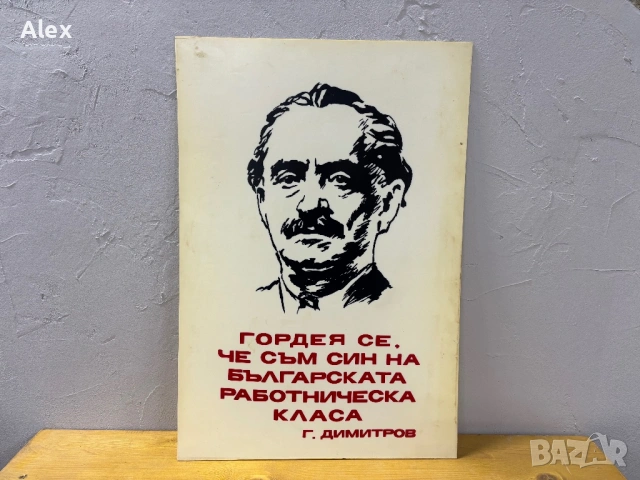 Alex
ГОРДЕЯ СЕ,
ЧЕ СЪМ СИН НА
БЪЛГАРСКАТА
РАБОТНИЧЕСКА
КЛАСА
Г. ДИМИТРОВ
BAZAR